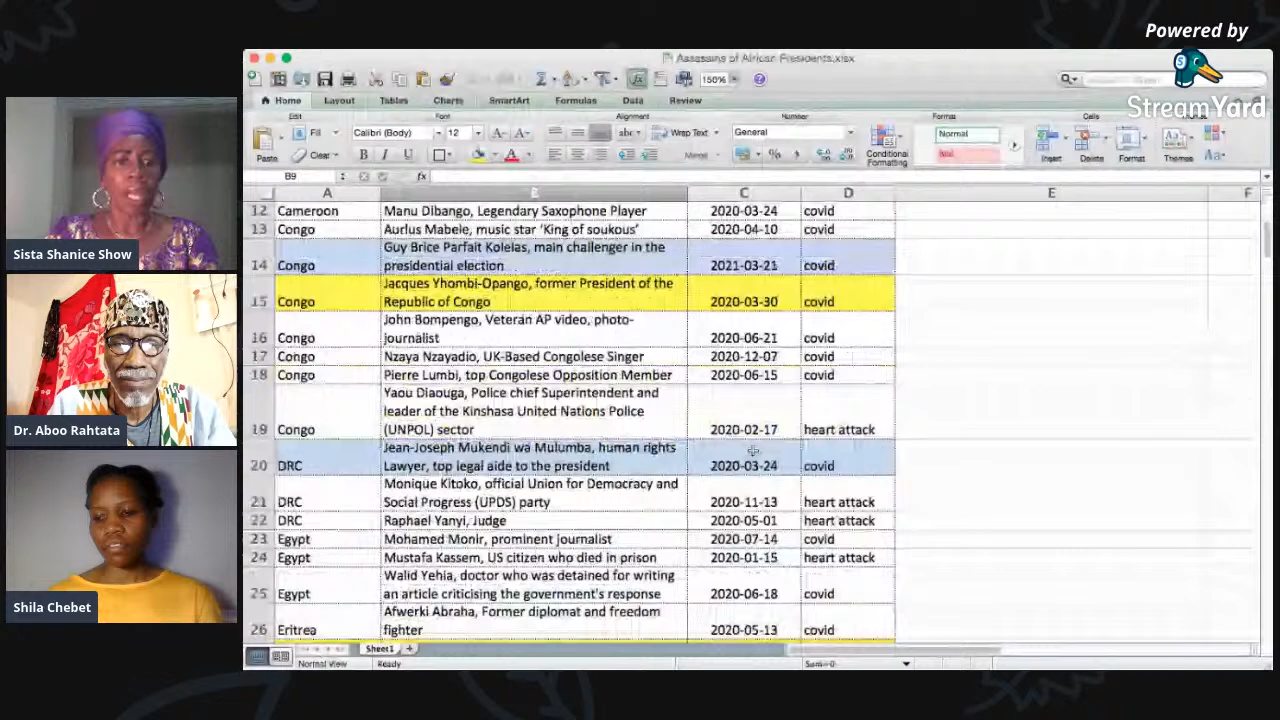 Powered by
StreamYard
Sista Shanice Show
Dr. Aboo Rahtata
Shila Chebet
Assassins of African Presidents.xlsx
150%
Home Layout Tables Charts SmartArt Formulas Data Review
Edit Font Alignment Number Format Cells
Fill Calibri (Body) 12 abc Wrap Text General Normal
Paste Clear B I U Merge Conditional Formatting Bad Insert Delete Format Themes Aa
B9 fx
A B C D E F
12 Cameroon Manu Dibango, Legendary Saxophone Player 2020-03-24 covid
13 Congo Aurlus Mabele, music star 'King of soukous' 2020-04-10 covid
Guy Brice Parfait Kolelas, main challenger in the
14 Congo presidential election 2021-03-21 covid
Jacques Yhombi-Opango, former President of the
15 Congo Republic of Congo 2020-03-30 covid
John Bompengo, Veteran AP video, photo-
16 Congo journalist 2020-06-21 covid
17 Congo Nzaya Nzayadio, UK-Based Congolese Singer 2020-12-07 covid
18 Congo Pierre Lumbi, top Congolese Opposition Member 2020-06-15 covid
Yaou Diaouga, Police chief Superintendent and
leader of the Kinshasa United Nations Police
19 Congo (UNPOL) sector 2020-02-17 heart attack
Jean-Joseph Mukendi wa Mulumba, human rights
20 DRC Lawyer, top legal aide to the president 2020-03-24 covid
Monique Kitoko, official Union for Democracy and
21 DRC Social Progress (UPDS) party 2020-11-13 heart attack
22 DRC Raphael Yanyi, Judge 2020-05-01 heart attack
23 Egypt Mohamed Monir, prominent journalist 2020-07-14 covid
24 Egypt Mustafa Kassem, US citizen who died in prison 2020-01-15 heart attack
Walid Yehia, doctor who was detained for writing
25 Egypt an article criticising the government's response 2020-06-18 covid
Afwerki Abraha, Former diplomat and freedom
26 Eritrea fighter 2020-05-13 covid
Sheet1
Normal View Ready Sum=0